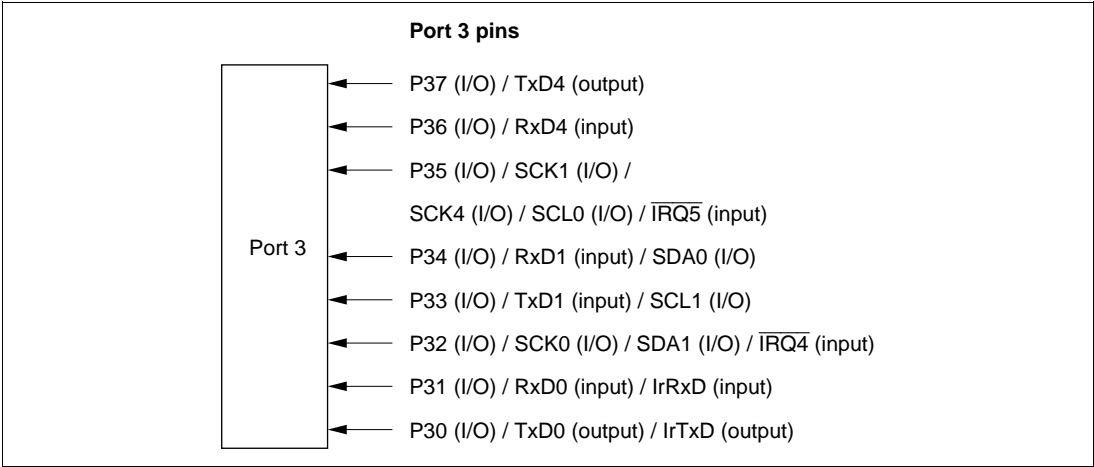 Port 3 pins
P37 (I/O) / TxD4 (output)
P36 (I/O) / RxD4 (input)
P35 (I/O) / SCK1 (I/O) /
SCK4 (I/O) / SCL0 (I/O) / I̅R̅Q̅5̅ (input)
Port 3
P34 (I/O) / RxD1 (input) / SDA0 (I/O)
P33 (I/O) / TxD1 (input) / SCL1 (I/O)
P32 (I/O) / SCK0 (I/O) / SDA1 (I/O) / I̅R̅Q̅4̅ (input)
P31 (I/O) / RxD0 (input) / IrRxD (input)
P30 (I/O) / TxD0 (output) / IrTxD (output)